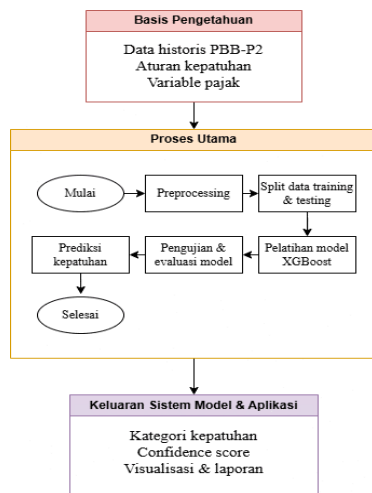 Basis Pengetahuan
Data historis PBB-P2
Aturan kepatuhan
Variable pajak
Proses Utama
Mulai
Preprocessing
Split data training
& testing
Pelatihan model
XGBoost
Pengujian &
evaluasi model
Prediksi
kepatuhan
Selesai
Keluaran Sistem Model & Aplikasi
Kategori kepatuhan
Confidence score
Visualisasi & laporan